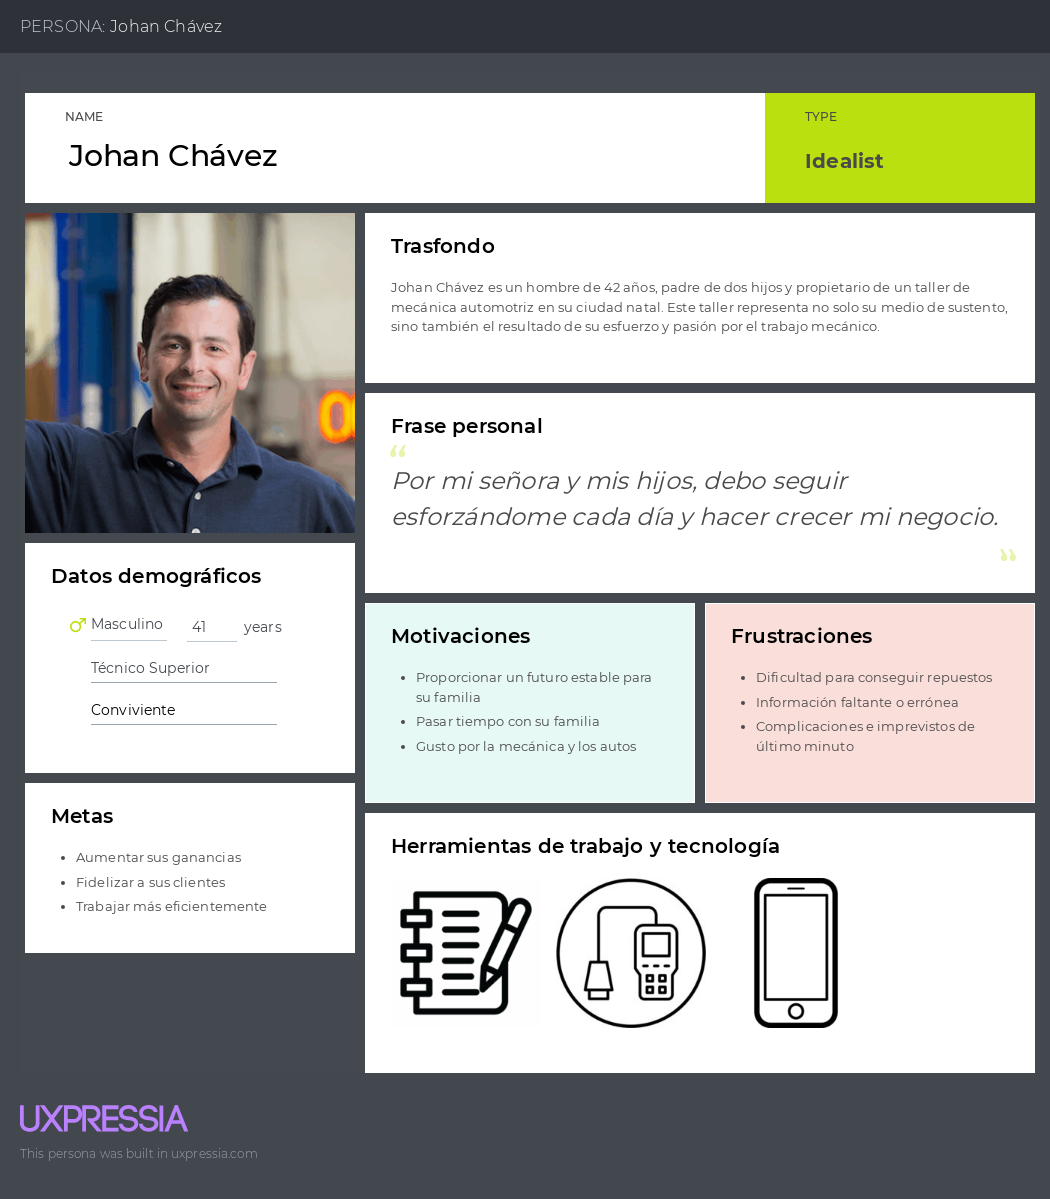 PERSONA: Johan Chávez
NAME
Johan Chávez
TYPE
Idealist
Trasfondo
Johan Chávez es un hombre de 42 años, padre de dos hijos y propietario de un taller de
mecánica automotriz en su ciudad natal. Este taller representa no solo su medio de sustento,
sino también el resultado de su esfuerzo y pasión por el trabajo mecánico.
Frase personal
“
Por mi señora y mis hijos, debo seguir
esforzándome cada día y hacer crecer mi negocio.
”
Datos demográficos
Masculino 41 years
Técnico Superior
Conviviente
Metas
• Aumentar sus ganancias
• Fidelizar a sus clientes
• Trabajar más eficientemente
Motivaciones
• Proporcionar un futuro estable para
su familia
• Pasar tiempo con su familia
• Gusto por la mecánica y los autos
Frustraciones
• Dificultad para conseguir repuestos
• Información faltante o errónea
• Complicaciones e imprevistos de
último minuto
Herramientas de trabajo y tecnología
UXPRESSIA
This persona was built in uxpressia.com